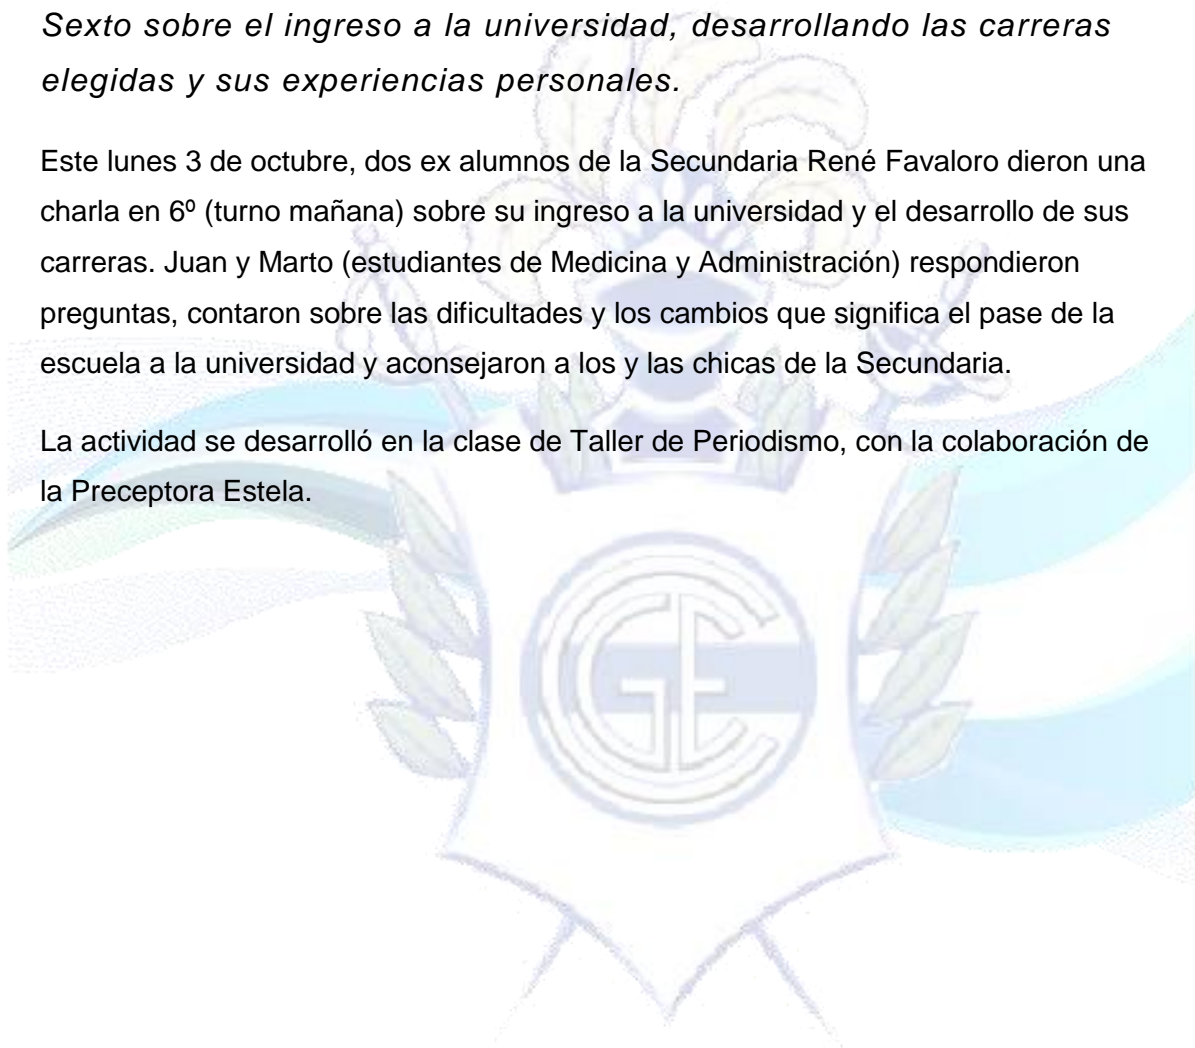 Sexto sobre el ingreso a la universidad, desarrollando las carreras
elegidas y sus experiencias personales.
Este lunes 3 de octubre, dos ex alumnos de la Secundaria René Favaloro dieron una
charla en 6º (turno mañana) sobre su ingreso a la universidad y el desarrollo de sus
carreras. Juan y Marto (estudiantes de Medicina y Administración) respondieron
preguntas, contaron sobre las dificultades y los cambios que significa el pase de la
escuela a la universidad y aconsejaron a los y las chicas de la Secundaria.
La actividad se desarrolló en la clase de Taller de Periodismo, con la colaboración de
la Preceptora Estela.